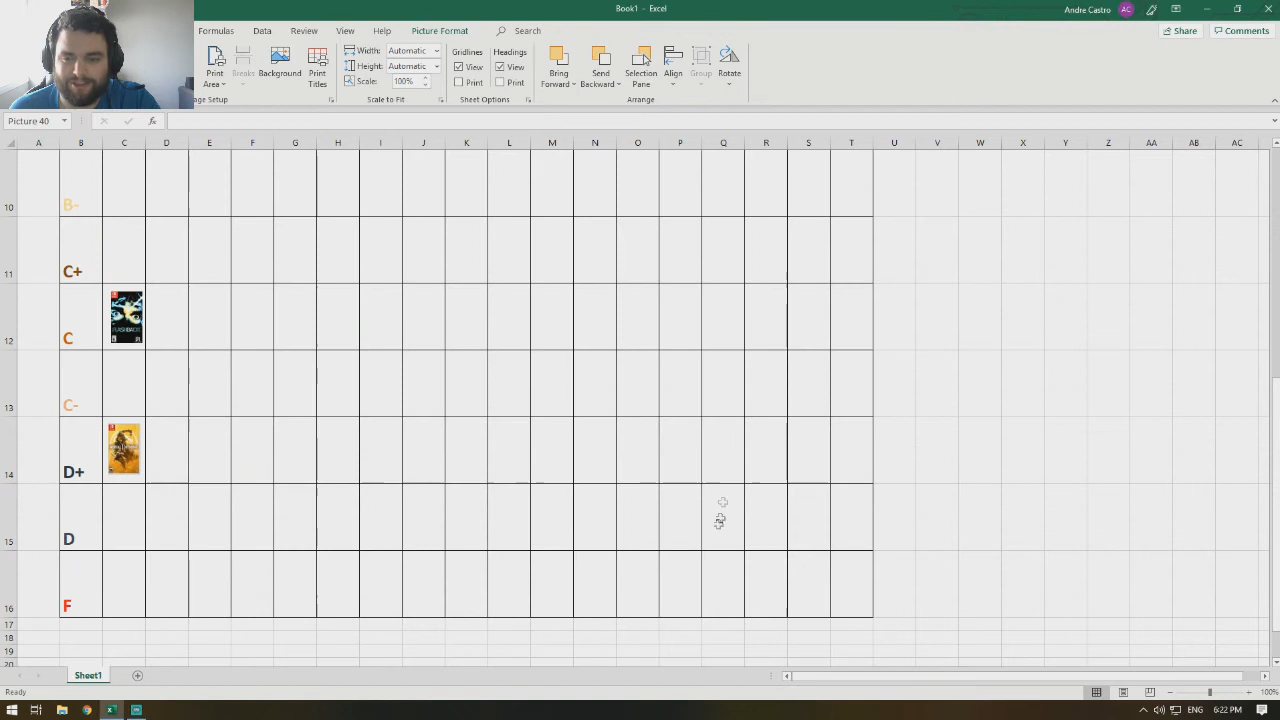 Book1 - Excel
Andre Castro AC
Formulas Data Review View Help Picture Format Search
Share Comments
Print Area Breaks Background Print Titles
Width: Automatic
Height: Automatic
Scale: 100%
Gridlines Headings
View View
Print Print
Bring Forward Send Backward Selection Pane Align Group Rotate
Scale to Fit Sheet Options Arrange
Picture 40 fx
A B C D E F G H I J K L M N O P Q R S T U V W X Y Z AA AB AC
10 B-
11 C+
FLASHBACK
12 C
13 C-
14 D+
15 D
16 F
17
18
19
20
Sheet1
Ready
100%
ENG 6:22 PM